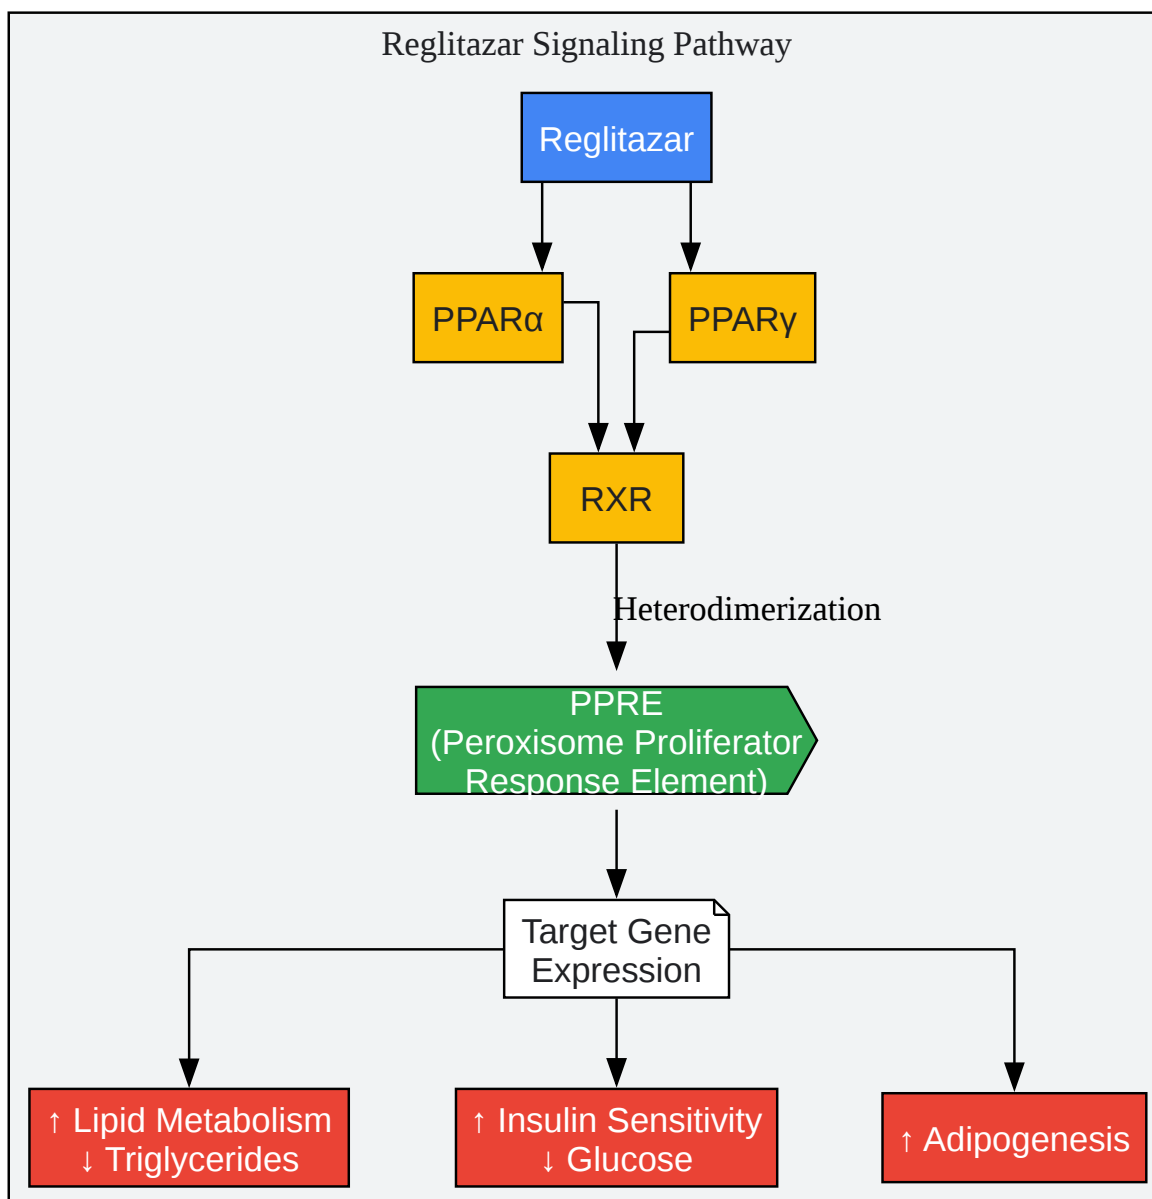 Reglitazar Signaling Pathway
Reglitazar
PPARα
PPARγ
RXR
Heterodimerization
PPRE
(Peroxisome Proliferator
Response Element)
Target Gene
Expression
↑ Lipid Metabolism
↓ Triglycerides
↑ Insulin Sensitivity
↓ Glucose
↑ Adipogenesis